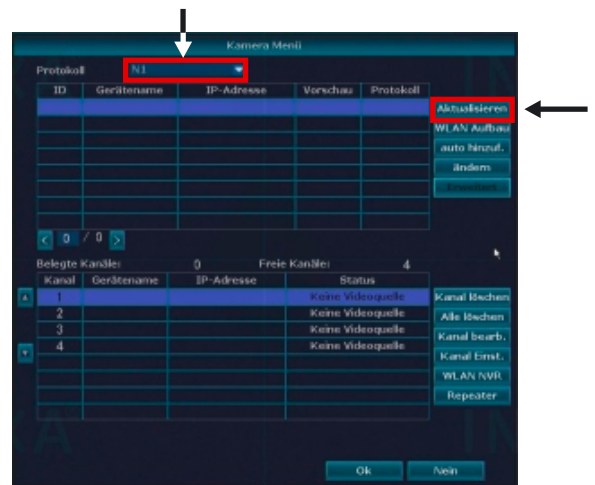 Kamera Menü
Protokoll N1
ID Gerätename IP-Adresse Vorschau Protokoll
Aktualisieren
WLAN Aufbau
auto hinzuf.
ändern
Erweitert
< 0 / 0 >
Belegte Kanäle: 0 Freie Kanäle: 4
Kanal Gerätename IP-Adresse Status
1 Keine Videoquelle Kanal löschen
2 Keine Videoquelle Alle löschen
3 Keine Videoquelle Kanal bearb.
4 Keine Videoquelle Kanal Einst.
WLAN NVR
Repeater
Ok Nein